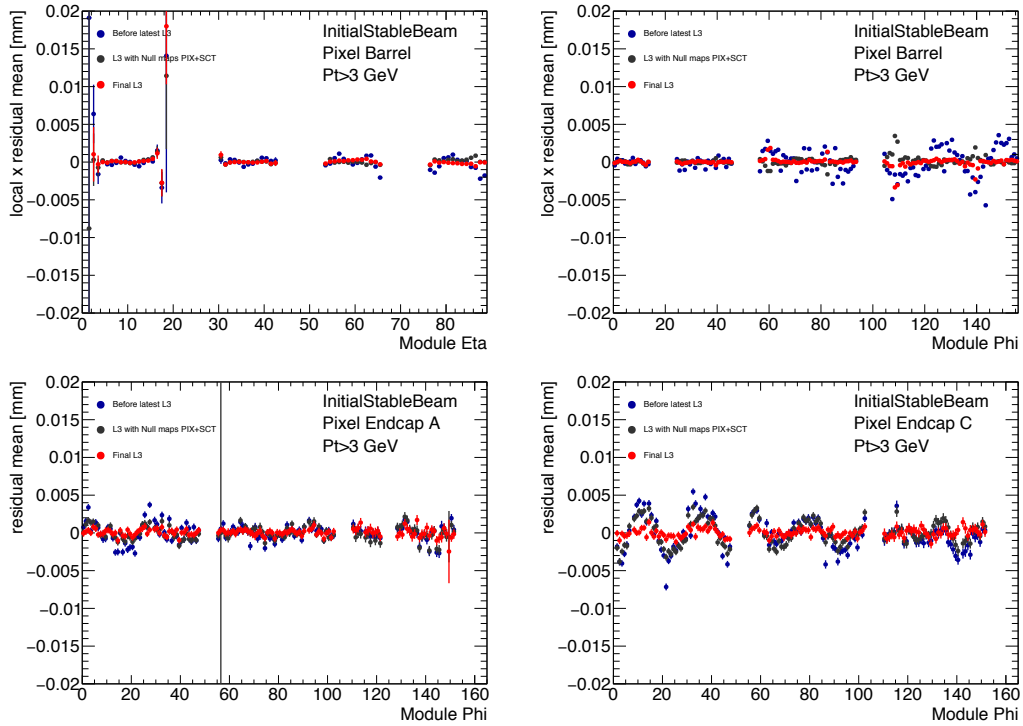 local x residual mean [mm]
0.02
0.015
0.01
0.005
0
−0.005
−0.01
−0.015
−0.02
Before latest L3
L3 with Null maps PIX+SCT
Final L3
InitialStableBeam
Pixel Barrel
Pt>3 GeV
0 10 20 30 40 50 60 70 80
Module Eta
local x residual mean [mm]
0.02
0.015
0.01
0.005
0
−0.005
−0.01
−0.015
−0.02
Before latest L3
L3 with Null maps PIX+SCT
Final L3
InitialStableBeam
Pixel Barrel
Pt>3 GeV
0 20 40 60 80 100 120 140
Module Phi
residual mean [mm]
0.02
0.015
0.01
0.005
0
−0.005
−0.01
−0.015
−0.02
Before latest L3
L3 with Null maps PIX+SCT
Final L3
InitialStableBeam
Pixel Endcap A
Pt>3 GeV
0 20 40 60 80 100 120 140 160
Module Phi
residual mean [mm]
0.02
0.015
0.01
0.005
0
−0.005
−0.01
−0.015
−0.02
Before latest L3
L3 with Null maps PIX+SCT
Final L3
InitialStableBeam
Pixel Endcap C
Pt>3 GeV
0 20 40 60 80 100 120 140 160
Module Phi